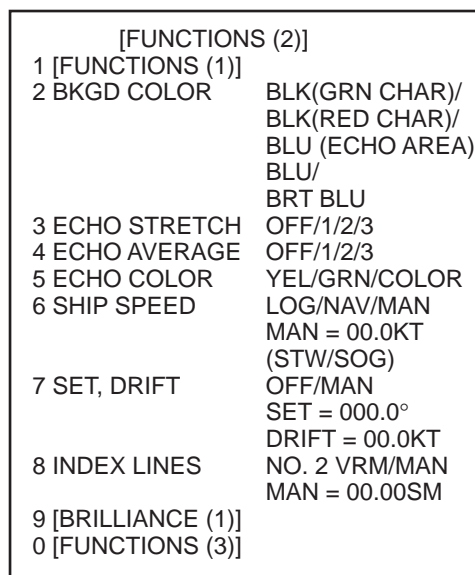 [FUNCTIONS (2)]
1 [FUNCTIONS (1)]
2 BKGD COLOR BLK(GRN CHAR)/
BLK(RED CHAR)/
BLU (ECHO AREA)
BLU/
BRT BLU
3 ECHO STRETCH OFF/1/2/3
4 ECHO AVERAGE OFF/1/2/3
5 ECHO COLOR YEL/GRN/COLOR
6 SHIP SPEED LOG/NAV/MAN
MAN = 00.0KT
(STW/SOG)
7 SET, DRIFT OFF/MAN
SET = 000.0°
DRIFT = 00.0KT
8 INDEX LINES NO. 2 VRM/MAN
MAN = 00.00SM
9 [BRILLIANCE (1)]
0 [FUNCTIONS (3)]